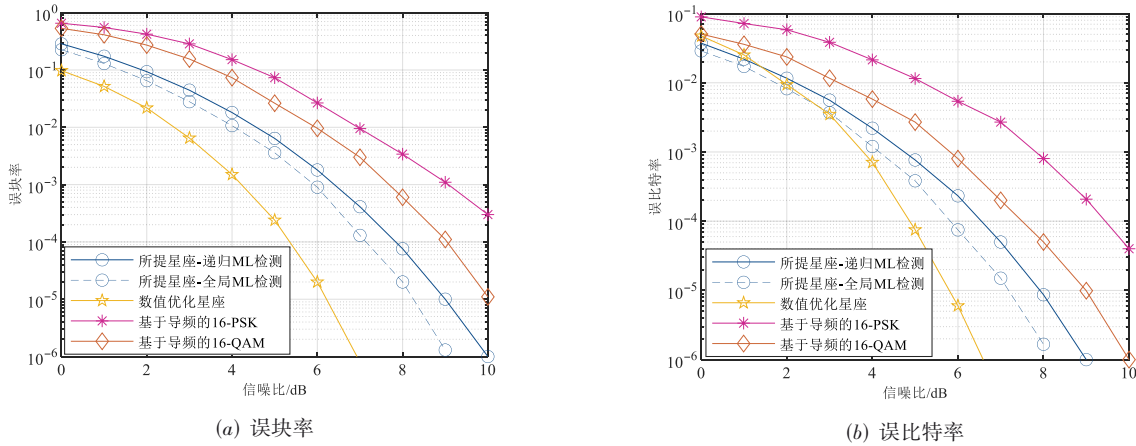 10^0
10^-1
10^-2
10^-3
10^-4
10^-5
10^-6
误块率
所提星座-递归ML检测
所提星座-全局ML检测
数值优化星座
基于导频的16-PSK
基于导频的16-QAM
0 2 4 6 8 10
信噪比/dB
(a) 误块率
10^-1
10^-2
10^-3
10^-4
10^-5
10^-6
误比特率
所提星座-递归ML检测
所提星座-全局ML检测
数值优化星座
基于导频的16-PSK
基于导频的16-QAM
0 2 4 6 8 10
信噪比/dB
(b) 误比特率